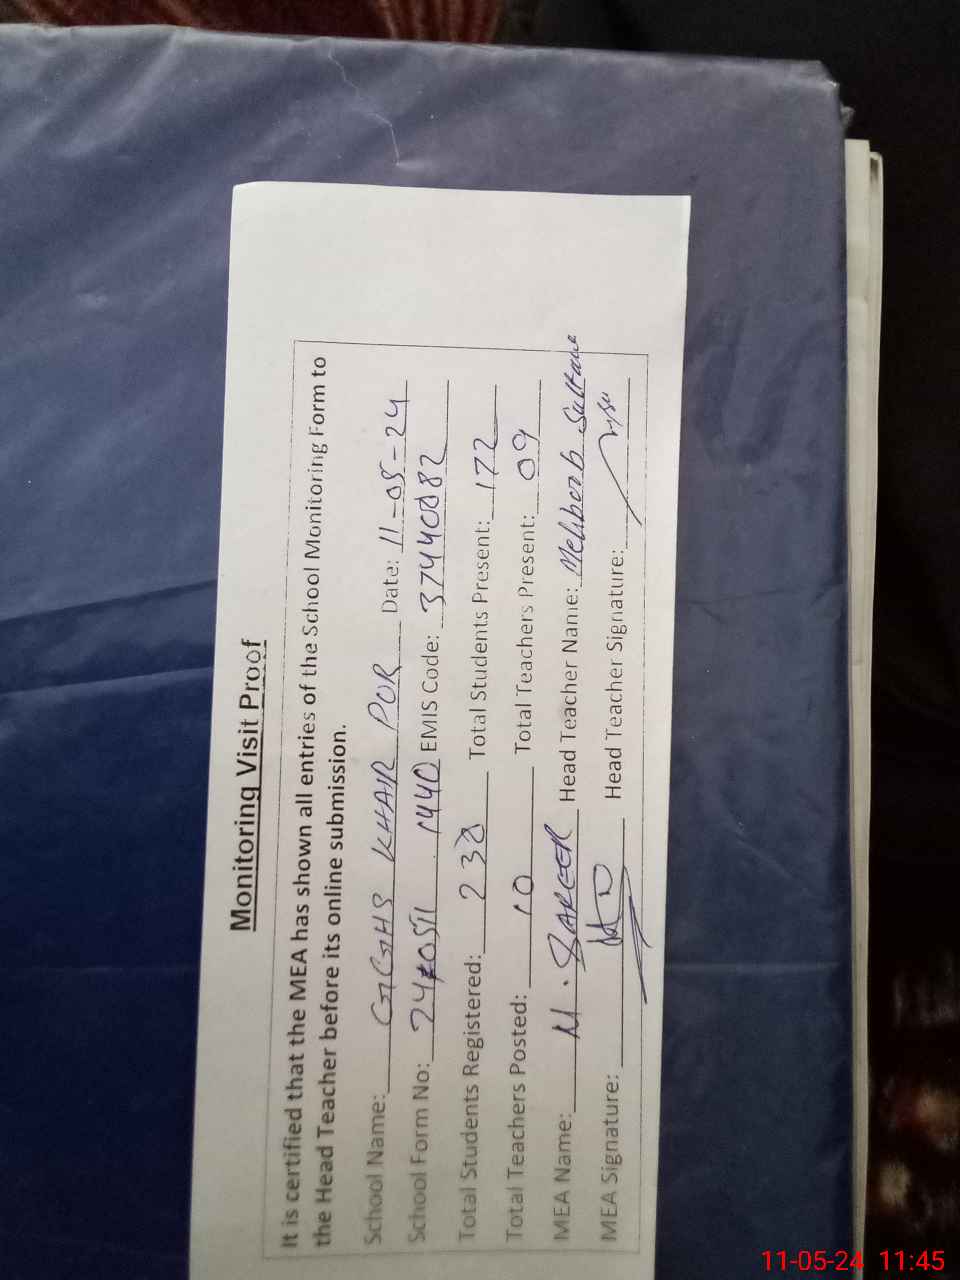 Monitoring Visit Proof
It is certified that the MEA has shown all entries of the School Monitoring Form to
the Head Teacher before its online submission.
School Name: GGHS KHAIR POR Date: 11-05-24
School Form No: 240511 1440 EMIS Code: 37440082
Total Students Registered: 238 Total Students Present: 172
Total Teachers Posted: 10 Total Teachers Present: 09
MEA Name: M. Head Teacher Name: Mehborb Sultana
MEA Signature: Head Teacher Signature:
11-05-24 11:45